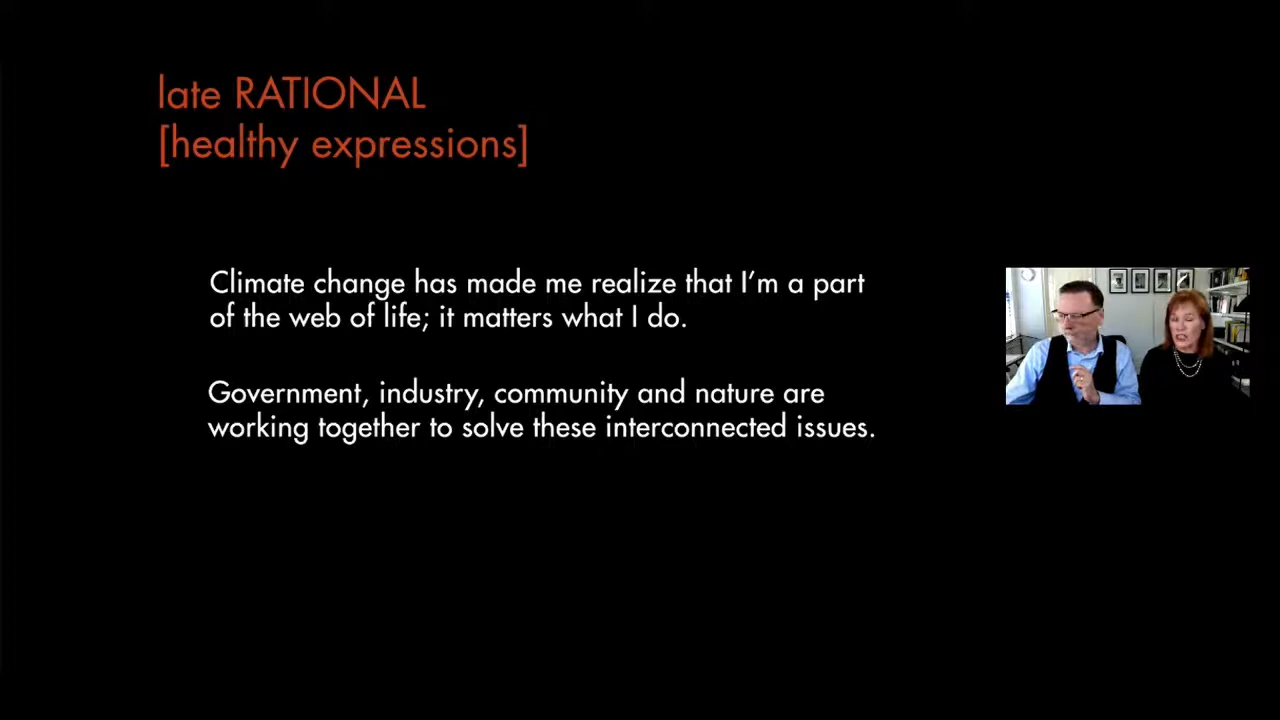 late RATIONAL
[healthy expressions]
Climate change has made me realize that I’m a part
of the web of life; it matters what I do.
Government, industry, community and nature are
working together to solve these interconnected issues.